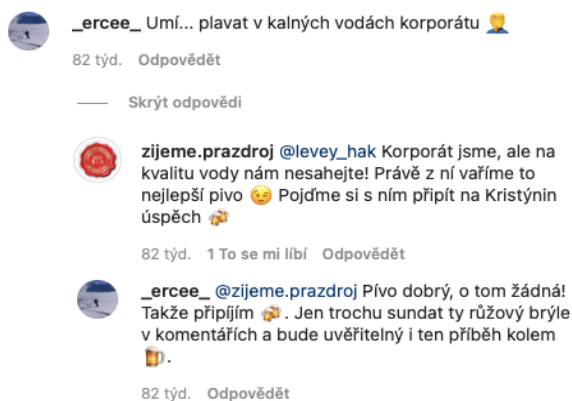 _ercee_ Umí... plavat v kalných vodách korporátu 🤦‍♂️
82 týd. Odpovědět
Skrýt odpovědi
zijeme.prazdroj @levey_hak Korporát jsme, ale na
kvalitu vody nám nesahejte! Právě z ní vaříme to
nejlepší pivo 😉 Pojďme si s ním připít na Kristýnin
úspěch 🍻
82 týd. 1 To se mi líbí Odpovědět
_ercee_ @zijeme.prazdroj Pívo dobrý, o tom žádná!
Takže připíjím 🍻. Jen trochu sundat ty růžový brýle
v komentářích a bude uvěřitelný i ten příběh kolem
🍺.
82 týd. Odpovědět